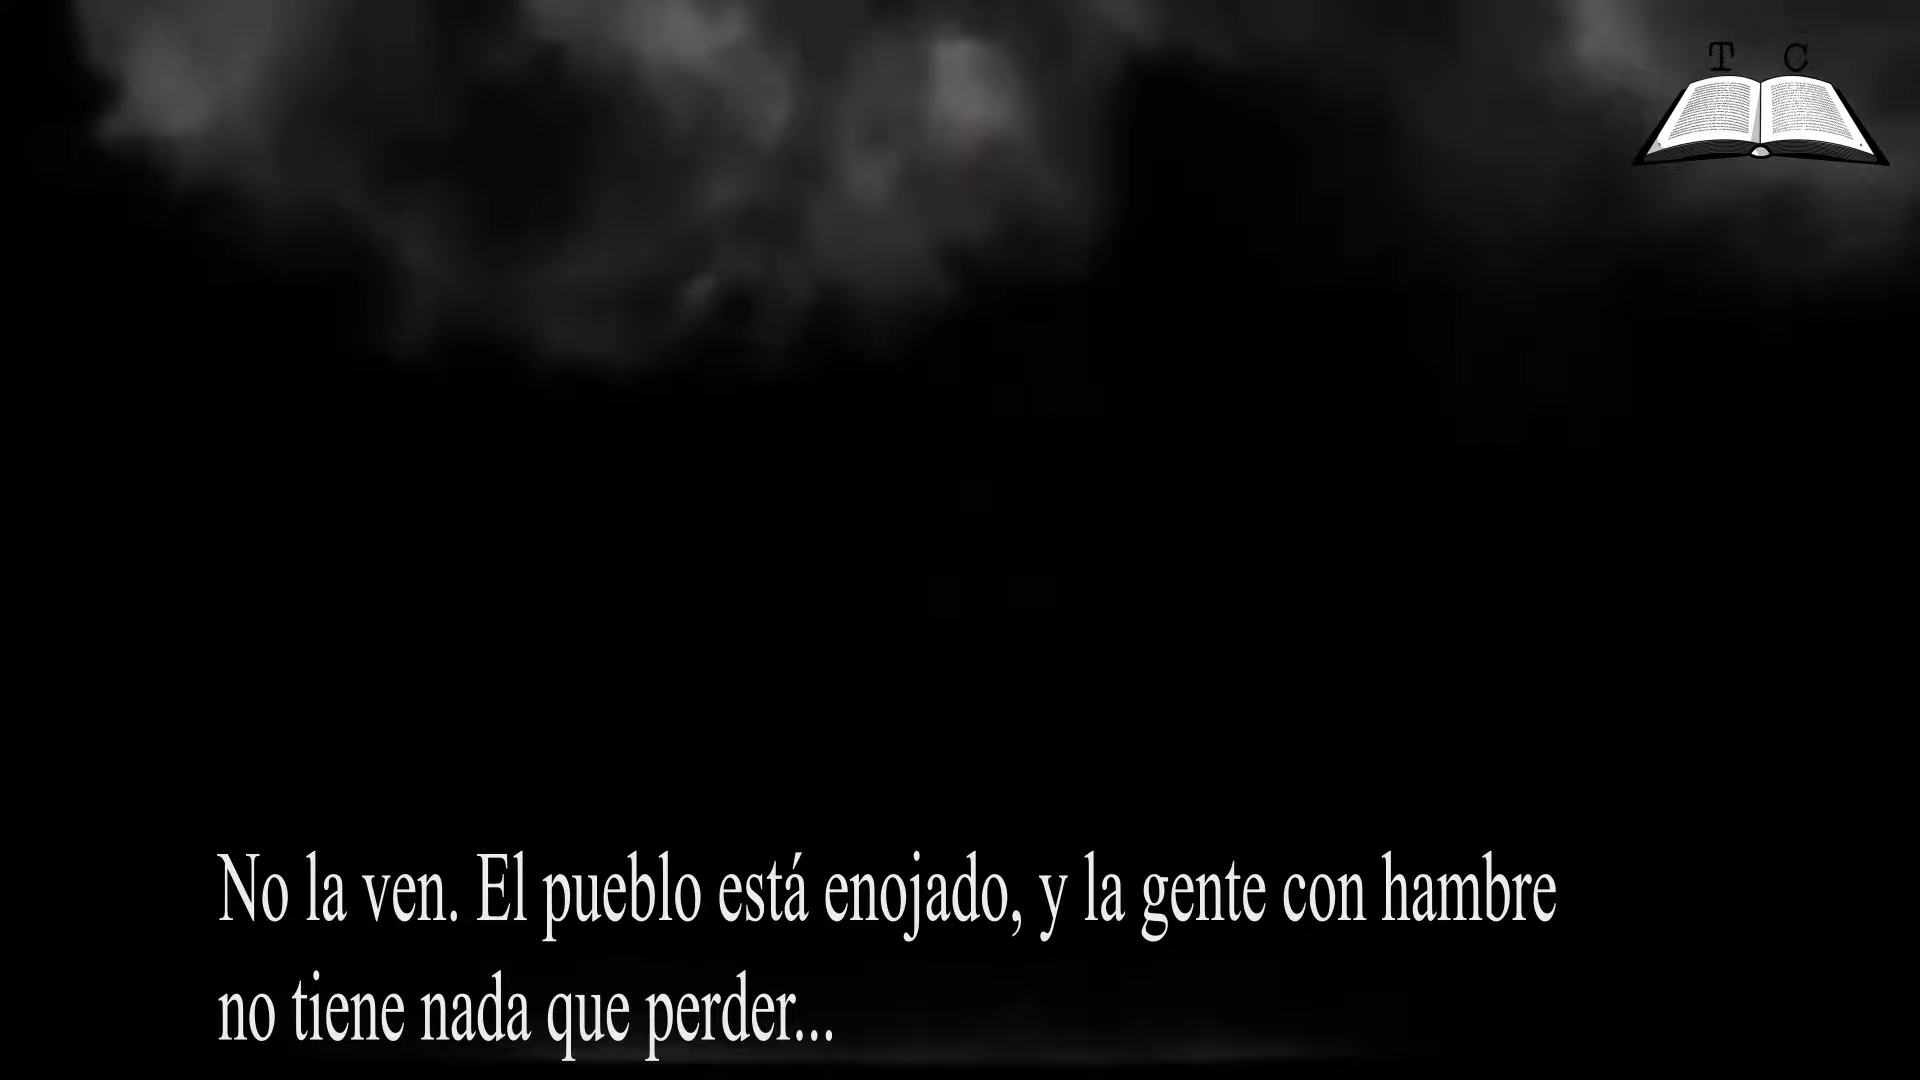 T C
No la ven. El pueblo está enojado, y la gente con hambre
no tiene nada que perder...